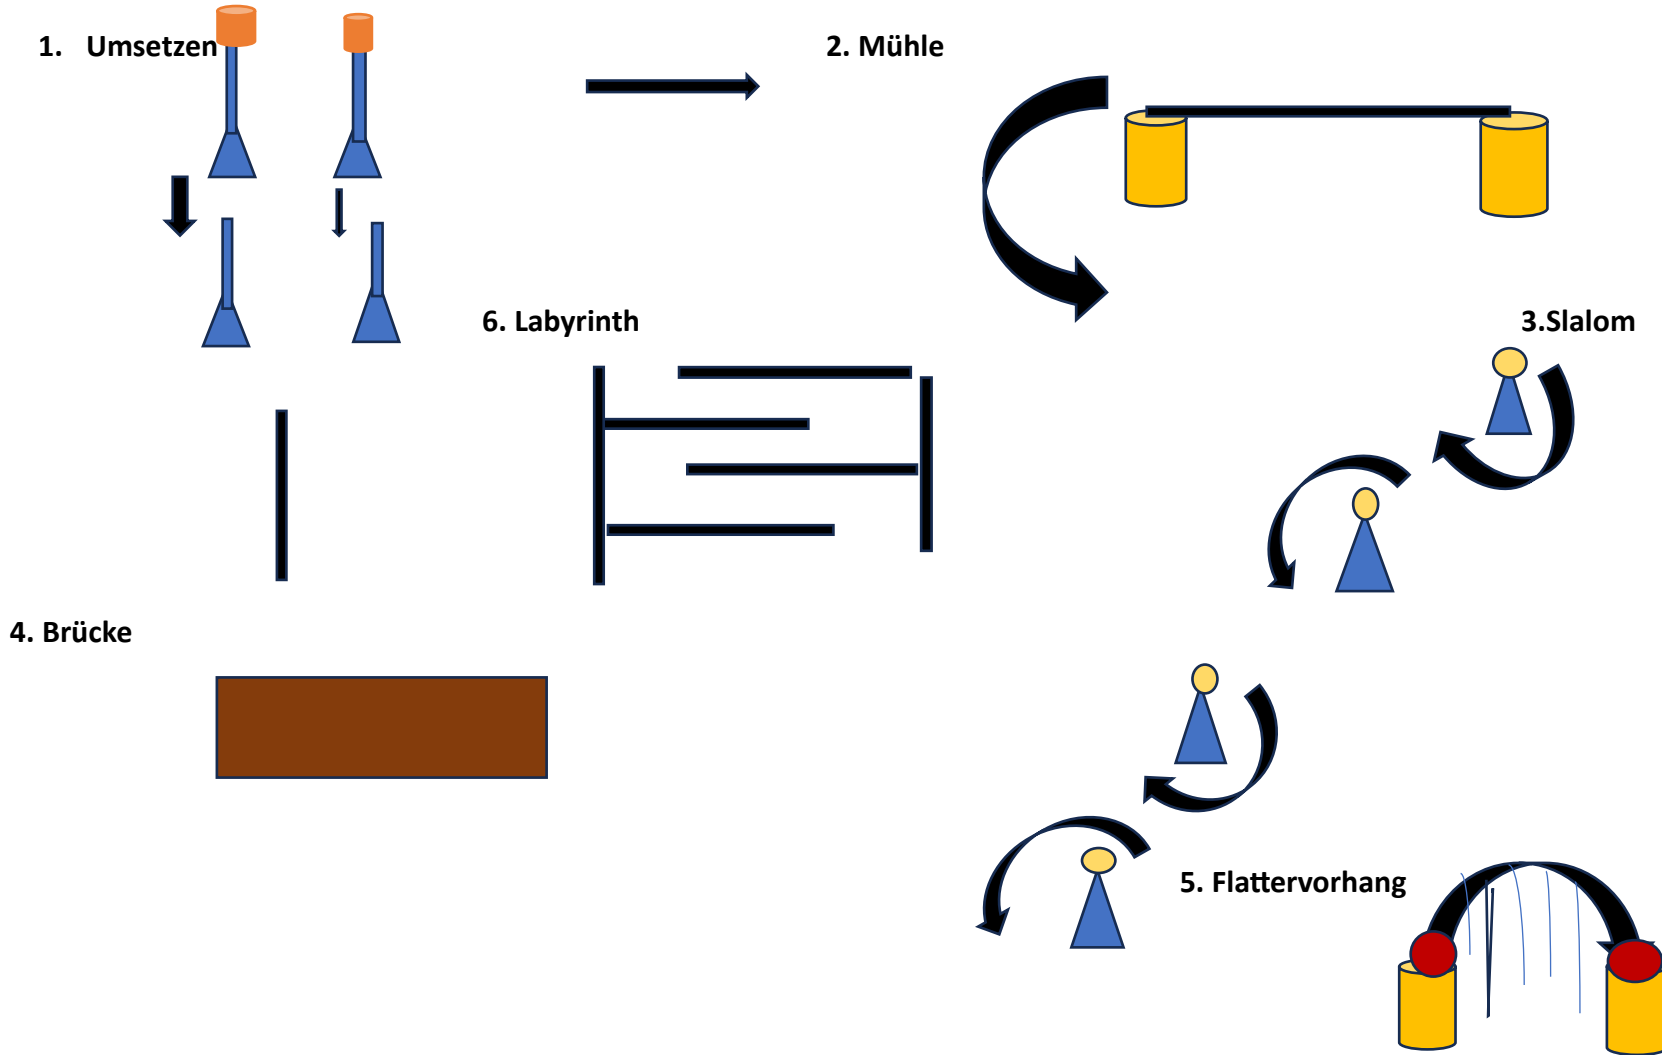 1. Umsetzen
2. Mühle
6. Labyrinth
3.Slalom
4. Brücke
5. Flattervorhang